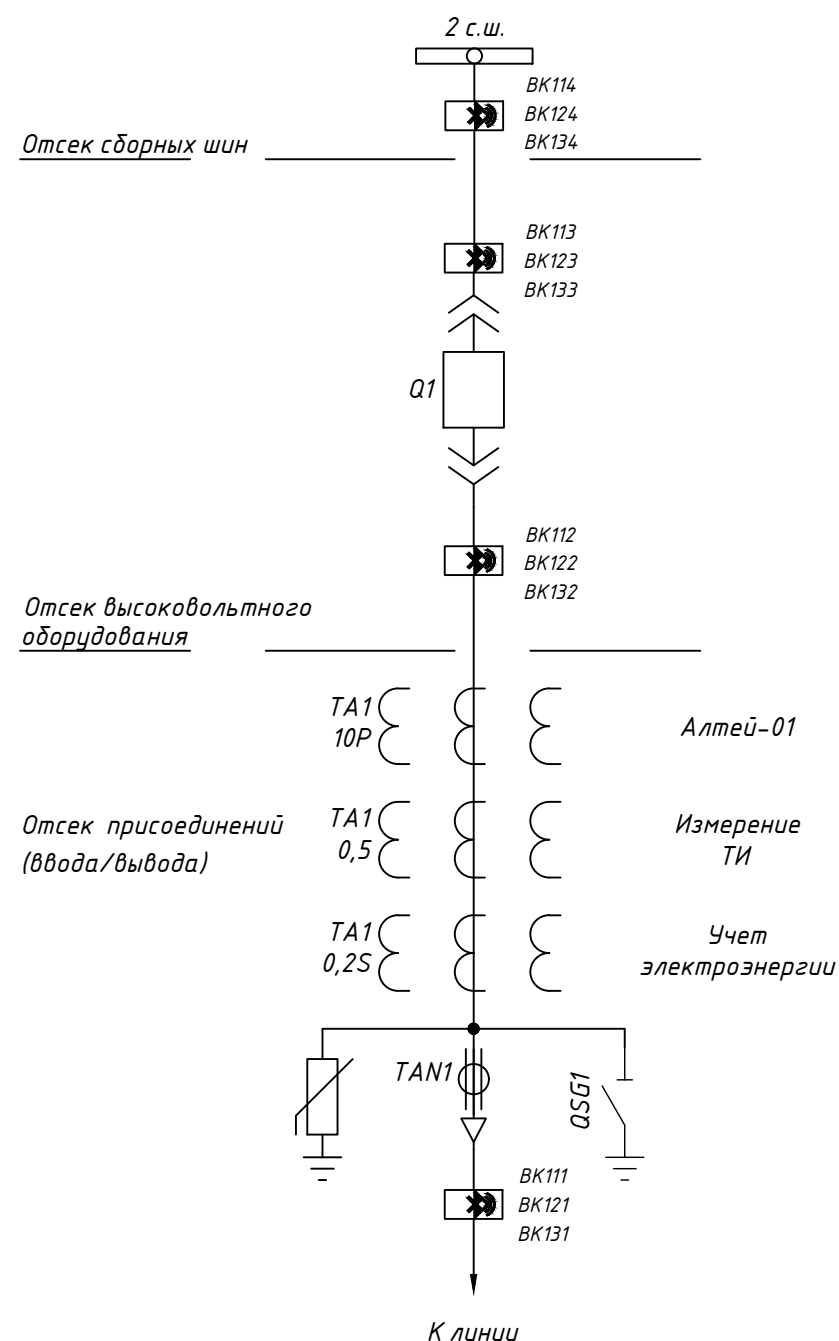 2 с.ш.
ВК114
ВК124
ВК134
Отсек сборных шин
ВК113
ВК123
ВК133
Q1
ВК112
ВК122
ВК132
Отсек высоковольтного
оборудования
ТА1
10Р
Алтей-01
Отсек присоединений
(ввода/вывода)
ТА1
0,5
Измерение
ТИ
ТА1
0,2S
Учет
электроэнергии
TAN1
QSG1
ВК111
ВК121
ВК131
К линии